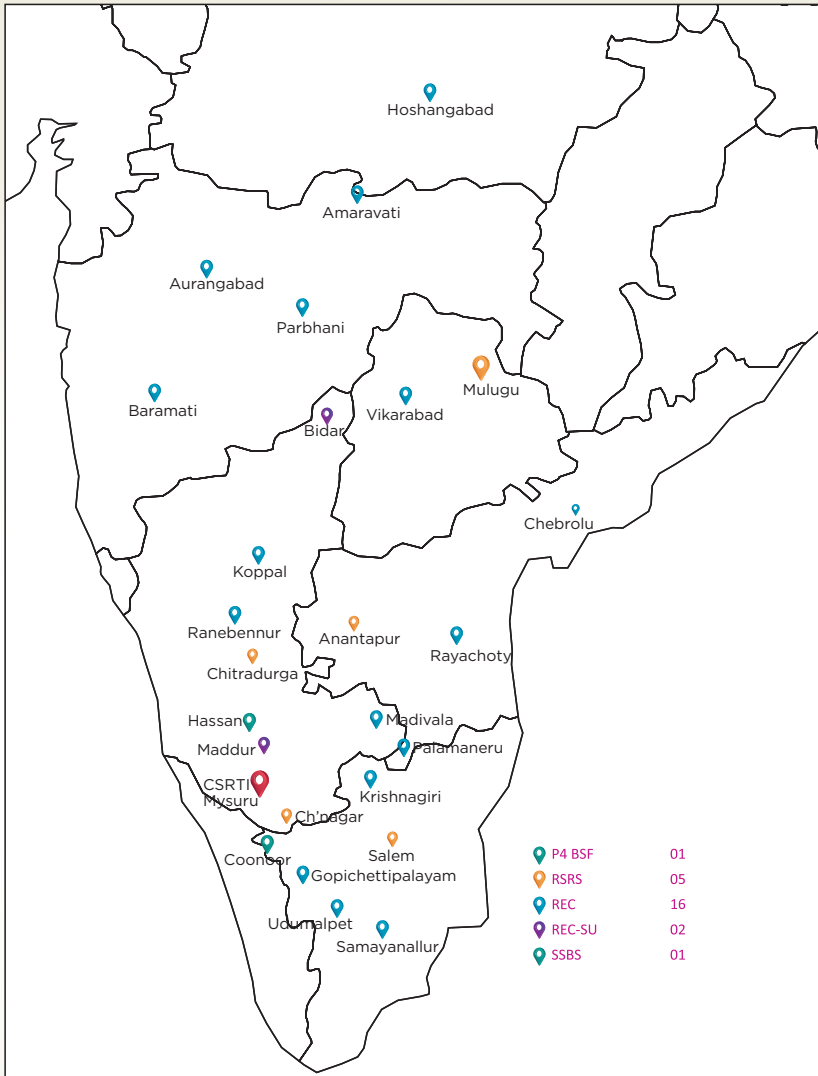 Hoshangabad
Amaravati
Aurangabad
Parbhani
Mulugu
Baramati
Vikarabad
Bidar
Chebrolu
Koppal
Ranebennur
Anantapur
Rayachoty
Chitradurga
Hassan
Madivala
Maddur
Palamaneru
CSRTI
Mysuru
Krishnagiri
Ch'nagar
Salem
Coonoor
Gopichettipalayam
Udumalpet
Samayanallur
P4 BSF 01
RSRS 05
REC 16
REC-SU 02
SSBS 01